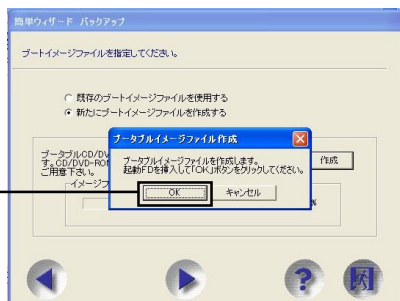 簡単ウィザード バックアップ
ブートイメージファイルを指定してください。
既存のブートイメージファイルを使用する
新たにブートイメージファイルを作成する
ブータブルイメージファイル作成
ブータブルCD/DV
す。CD/DVD-RO
ご用意下さい。
ブータブルイメージファイルを作成します。
起動FDを挿入して「OK」ボタンをクリックしてください。
作成
イメージフ
OK
キャンセル
%
?